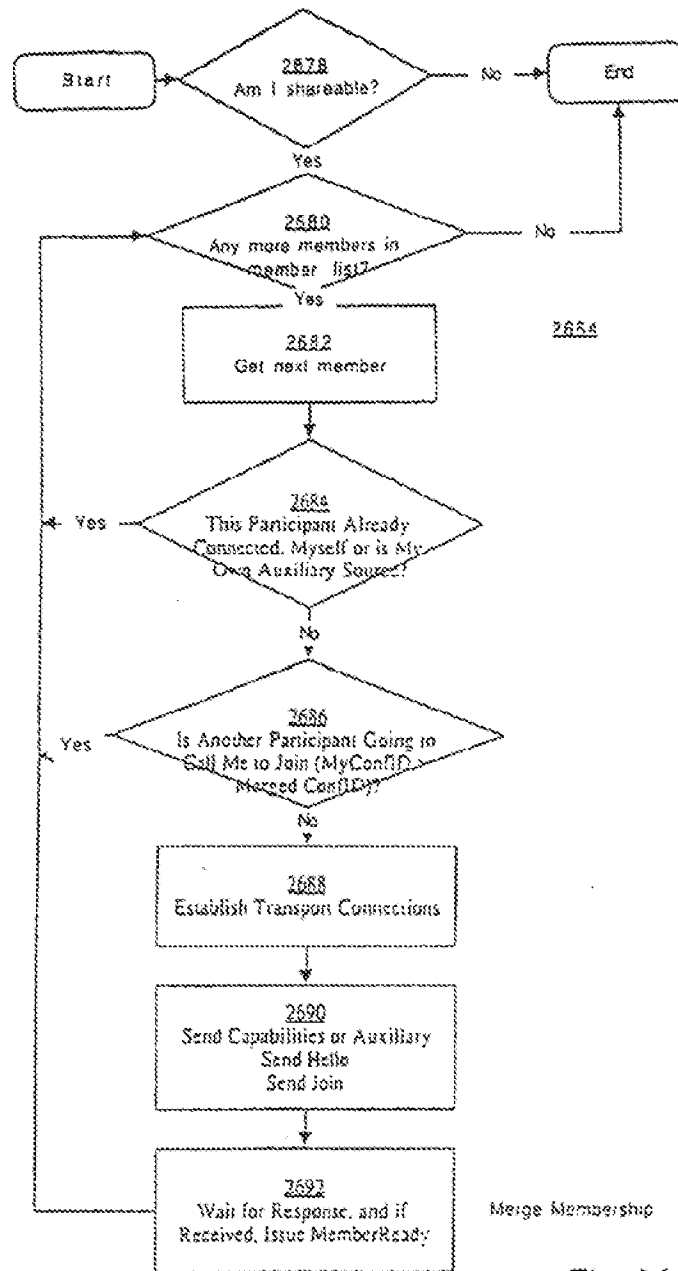 Start
2678
Am I shareable?
No
End
Yes
2680
Any more members in
member list?
No
Yes
2682
Get next member
2654
2684
This Participant Already
Connected, Myself or is My
Own Auxiliary Source?
Yes
No
2686
Is Another Participant Going to
Call Me to Join (MyConfID >
Merged ConfID)?
Yes
No
2688
Establish Transport Connections
2690
Send Capabilities or Auxiliary
Send Hello
Send Join
2692
Wait for Response, and if
Received, Issue MemberReady
Merge Membership